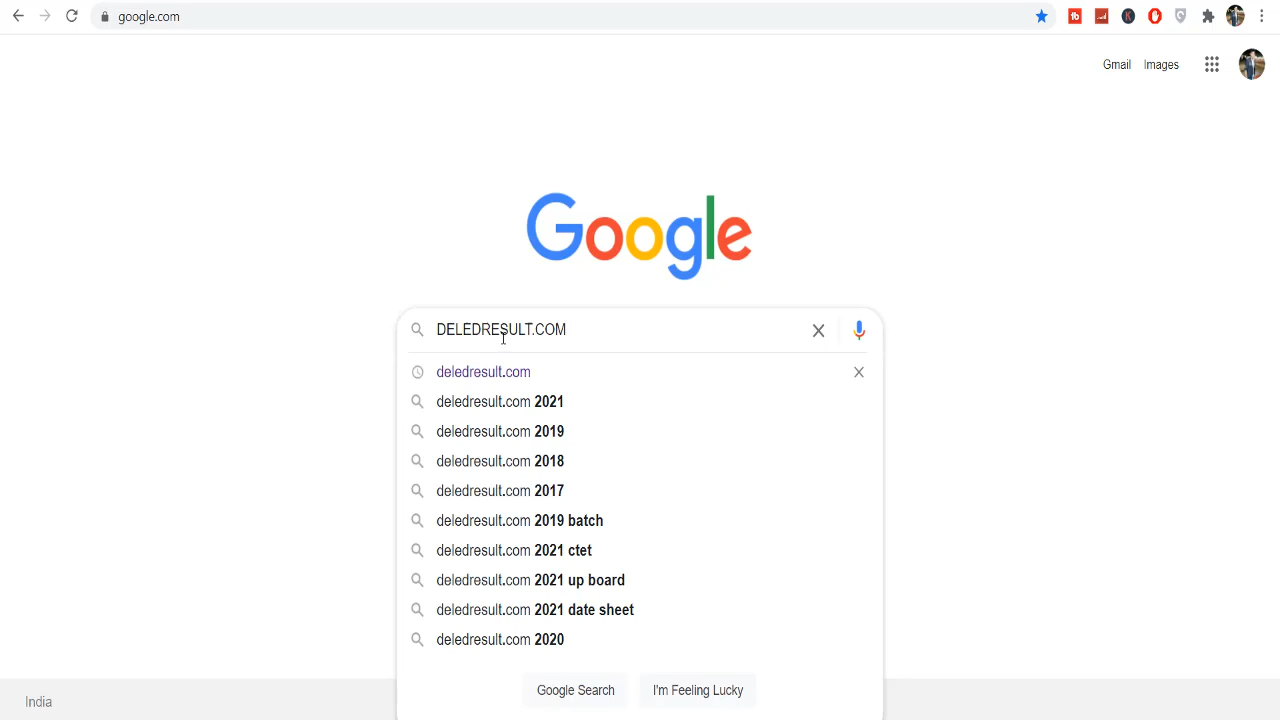 google.com
Gmail Images
Google
DELEDRESULT.COM
deledresult.com
deledresult.com 2021
deledresult.com 2019
deledresult.com 2018
deledresult.com 2017
deledresult.com 2019 batch
deledresult.com 2021 ctet
deledresult.com 2021 up board
deledresult.com 2021 date sheet
deledresult.com 2020
Google Search I'm Feeling Lucky
India